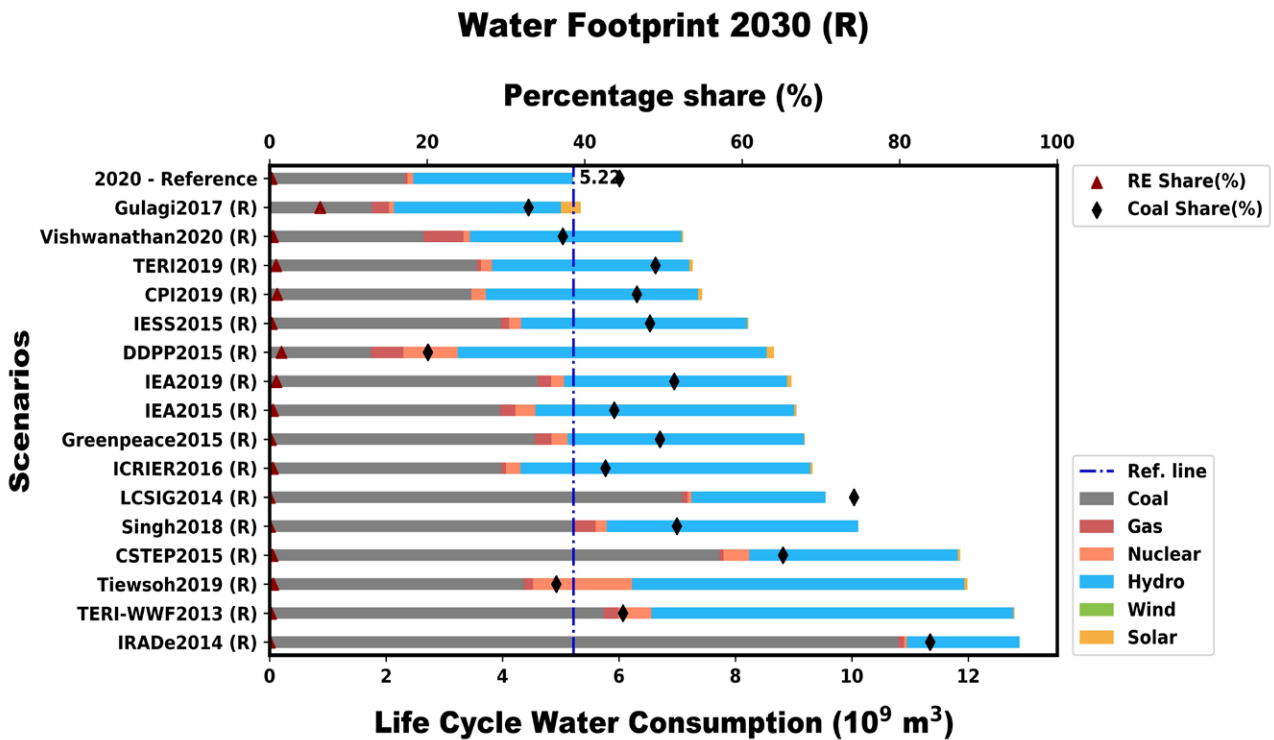 Water Footprint 2030 (R)
Percentage share (%)
0 20 40 60 80 100
2020 - Reference
5.22
Gulagi2017 (R)
Vishwanathan2020 (R)
TERI2019 (R)
CPI2019 (R)
IESS2015 (R)
DDPP2015 (R)
IEA2019 (R)
IEA2015 (R)
Greenpeace2015 (R)
ICRIER2016 (R)
LCSIG2014 (R)
Singh2018 (R)
CSTEP2015 (R)
Tiewsoh2019 (R)
TERI-WWF2013 (R)
IRADe2014 (R)
Scenarios
0 2 4 6 8 10 12
Life Cycle Water Consumption (10⁹ m³)
RE Share(%)
Coal Share(%)
Ref. line
Coal
Gas
Nuclear
Hydro
Wind
Solar